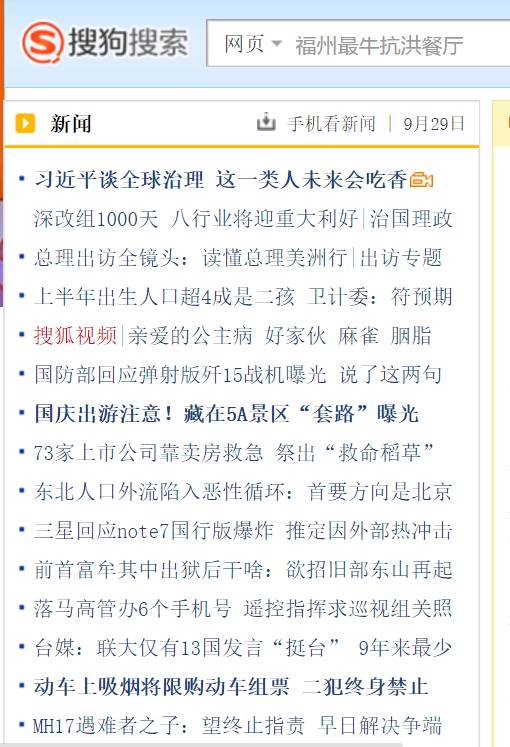 搜狗搜索 网页 福州最牛抗洪餐厅
新闻 手机看新闻 | 9月29日
习近平谈全球治理 这一类人未来会吃香
深改组1000天 八行业将迎重大利好|治国理政
总理出访全镜头：读懂总理美洲行|出访专题
上半年出生人口超4成是二孩 卫计委：符预期
搜狐视频|亲爱的公主病 好家伙 麻雀 胭脂
国防部回应弹射版歼15战机曝光 说了这两句
国庆出游注意！藏在5A景区“套路”曝光
73家上市公司靠卖房救急 祭出“救命稻草”
东北人口外流陷入恶性循环：首要方向是北京
三星回应note7国行版爆炸 推定因外部热冲击
前首富牟其中出狱后干啥：欲招旧部东山再起
落马高管办6个手机号 遥控指挥求巡视组关照
台媒：联大仅有13国发言“挺台” 9年来最少
动车上吸烟将限购动车组票 二犯终身禁止
MH17遇难者之子：望终止指责 早日解决争端